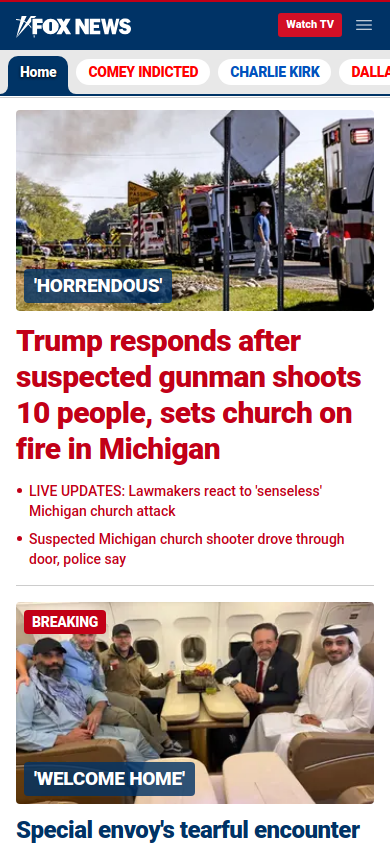 FOX NEWS
Watch TV
Home
COMEY INDICTED
CHARLIE KIRK
DALLA
'HORRENDOUS'
Trump responds after
suspected gunman shoots
10 people, sets church on
fire in Michigan
LIVE UPDATES: Lawmakers react to 'senseless'
Michigan church attack
Suspected Michigan church shooter drove through
door, police say
BREAKING
'WELCOME HOME'
Special envoy's tearful encounter